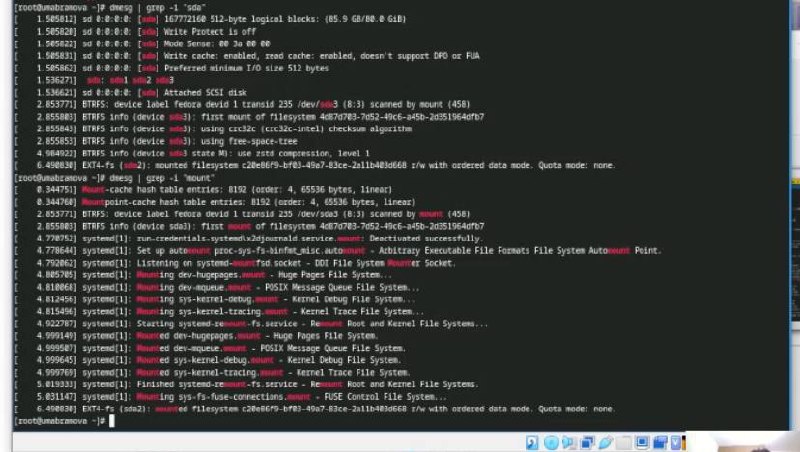 [root@umabramova ~]# dmesg | grep -i "sda"
[    1.505812] sd 0:0:0:0: [sda] 167772160 512-byte logical blocks: (85.9 GB/80.0 GiB)
[    1.505820] sd 0:0:0:0: [sda] Write Protect is off
[    1.505822] sd 0:0:0:0: [sda] Mode Sense: 00 3a 00 00
[    1.505831] sd 0:0:0:0: [sda] Write cache: enabled, read cache: enabled, doesn't support DPO or FUA
[    1.505862] sd 0:0:0:0: [sda] Preferred minimum I/O size 512 bytes
[    1.536271]  sda: sda1 sda2 sda3
[    1.536621] sd 0:0:0:0: [sda] Attached SCSI disk
[    2.853771] BTRFS: device label fedora devid 1 transid 235 /dev/sda3 (8:3) scanned by mount (458)
[    2.855803] BTRFS info (device sda3): first mount of filesystem 4d87d703-7d52-49c6-a45b-2d351964dfb7
[    2.855843] BTRFS info (device sda3): using crc32c (crc32c-intel) checksum algorithm
[    2.855853] BTRFS info (device sda3): using free-space-tree
[    4.984922] BTRFS info (device sda3 state M): use zstd compression, level 1
[    6.490030] EXT4-fs (sda2): mounted filesystem c20e86f9-bf03-49a7-83ce-2a11b403d668 r/w with ordered data mode. Quota mode: none.
[root@umabramova ~]# dmesg | grep -i "mount"
[    0.344751] Mount-cache hash table entries: 8192 (order: 4, 65536 bytes, linear)
[    0.344760] Mountpoint-cache hash table entries: 8192 (order: 4, 65536 bytes, linear)
[    2.853771] BTRFS: device label fedora devid 1 transid 235 /dev/sda3 (8:3) scanned by mount (458)
[    2.855803] BTRFS info (device sda3): first mount of filesystem 4d87d703-7d52-49c6-a45b-2d351964dfb7
[    4.770752] systemd[1]: run-credentials-systemd\x2djournald.service.mount: Deactivated successfully.
[    4.778644] systemd[1]: Set up automount proc-sys-fs-binfmt_misc.automount - Arbitrary Executable File Formats File System Automount Point.
[    4.792062] systemd[1]: Listening on systemd-mountfsd.socket - DDI File System Mounter Socket.
[    4.805705] systemd[1]: Mounting dev-hugepages.mount - Huge Pages File System...
[    4.810068] systemd[1]: Mounting dev-mqueue.mount - POSIX Message Queue File System...
[    4.812456] systemd[1]: Mounting sys-kernel-debug.mount - Kernel Debug File System...
[    4.815496] systemd[1]: Mounting sys-kernel-tracing.mount - Kernel Trace File System...
[    4.922787] systemd[1]: Starting systemd-remount-fs.service - Remount Root and Kernel File Systems...
[    4.999149] systemd[1]: Mounted dev-hugepages.mount - Huge Pages File System.
[    4.999507] systemd[1]: Mounted dev-mqueue.mount - POSIX Message Queue File System.
[    4.999645] systemd[1]: Mounted sys-kernel-debug.mount - Kernel Debug File System.
[    4.999769] systemd[1]: Mounted sys-kernel-tracing.mount - Kernel Trace File System.
[    5.019333] systemd[1]: Finished systemd-remount-fs.service - Remount Root and Kernel File Systems.
[    5.031147] systemd[1]: Mounting sys-fs-fuse-connections.mount - FUSE Control File System...
[    6.490030] EXT4-fs (sda2): mounted filesystem c20e86f9-bf03-49a7-83ce-2a11b403d668 r/w with ordered data mode. Quota mode: none.
[root@umabramova ~]#